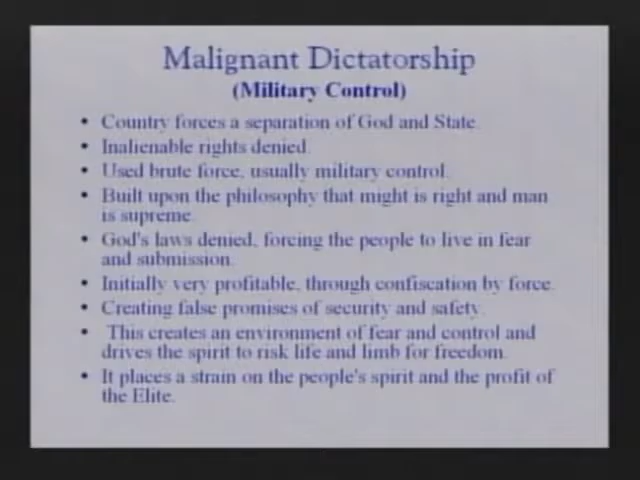 Malignant Dictatorship
(Military Control)
• Country forces a separation of God and State.
• Inalienable rights denied.
• Used brute force, usually military control.
• Built upon the philosophy that might is right and man
is supreme.
• God's laws denied, forcing the people to live in fear
and submission.
• Initially very profitable, through confiscation by force.
• Creating false promises of security and safety.
• This creates an environment of fear and control and
drives the spirit to risk life and limb for freedom.
• It places a strain on the people's spirit and the profit of
the Elite.